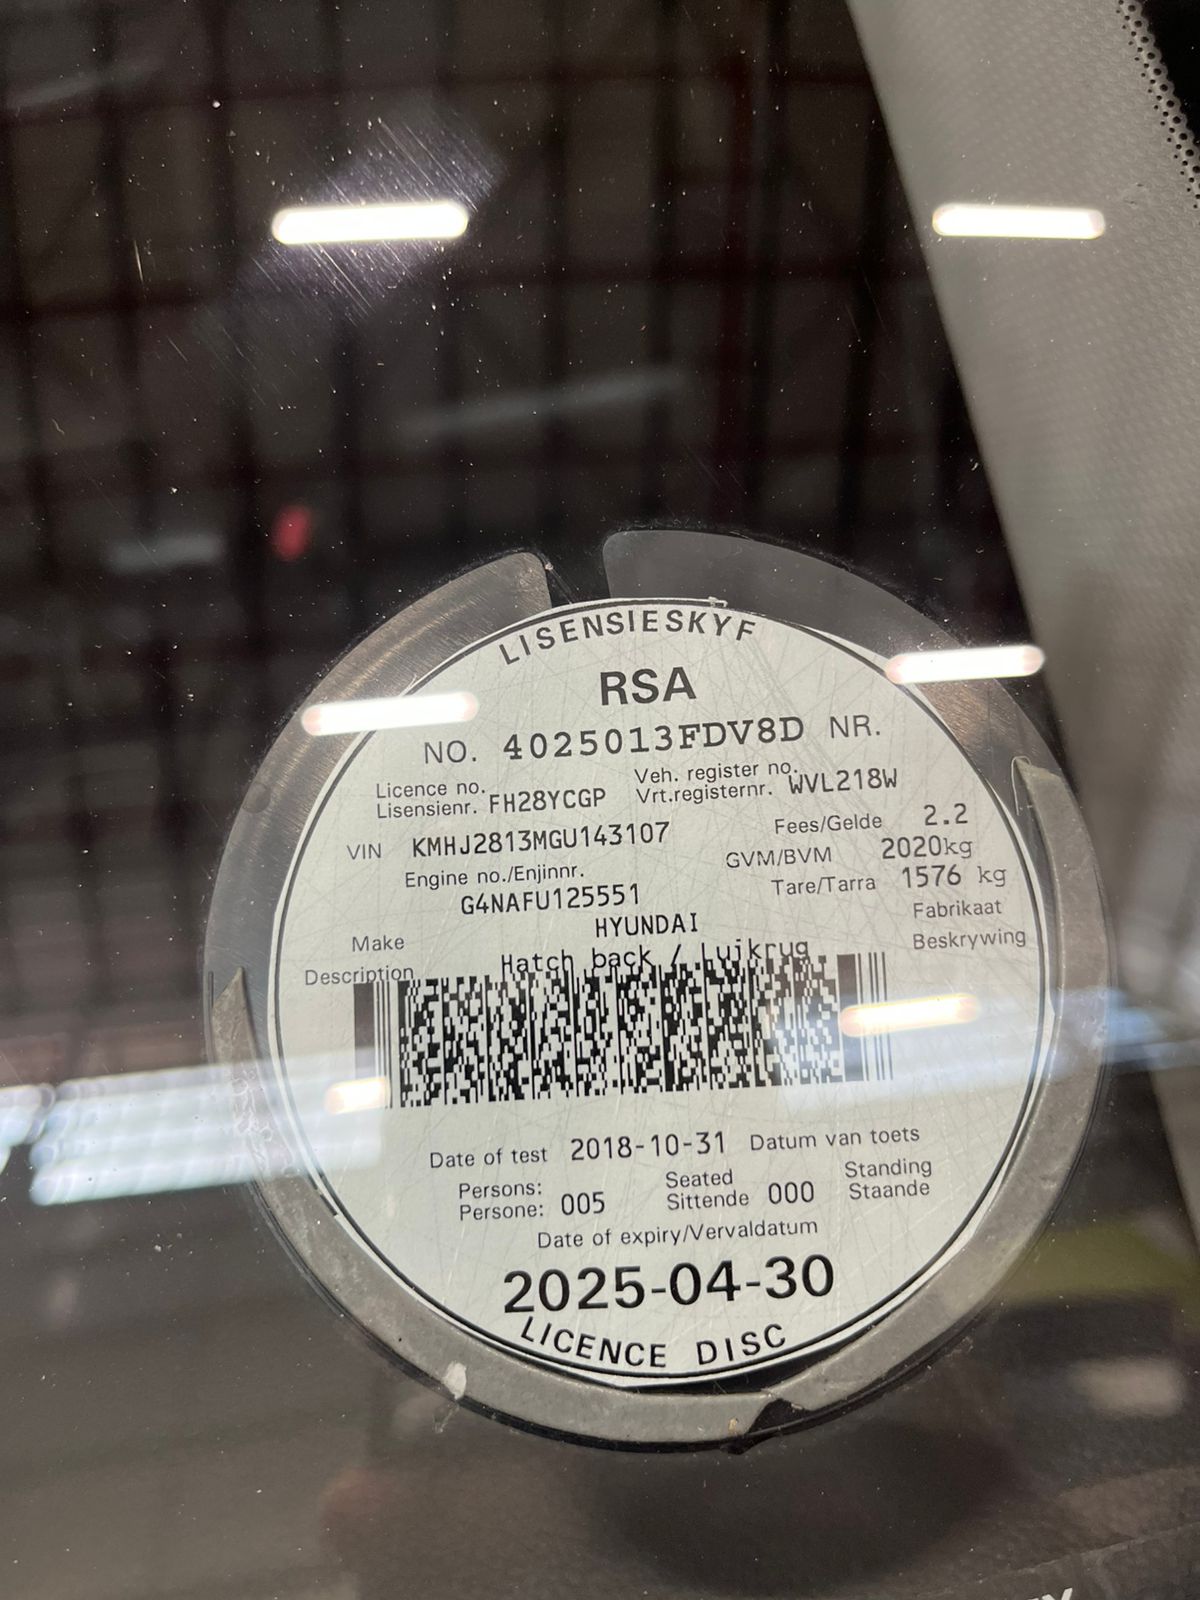 LISENSIESKYF
RSA
NO. 4025013FDV8D NR.
Licence no. Lisensienr. FH28YCGP Veh. register no. Vrt.registernr. WVL218W
VIN KMHJ2813MGU143107 Fees/Gelde 2.2
Engine no./Enjinnr. GVM/BVM 2020kg
G4NAFU125551 Tare/Tarra 1576 kg
Make HYUNDAI Fabrikaat
Description Hatch back / Luikrug Beskrywing
Date of test 2018-10-31 Datum van toets
Persons: Persone: 005 Seated Sittende 000 Standing Staande
Date of expiry/Vervaldatum
2025-04-30
LICENCE DISC